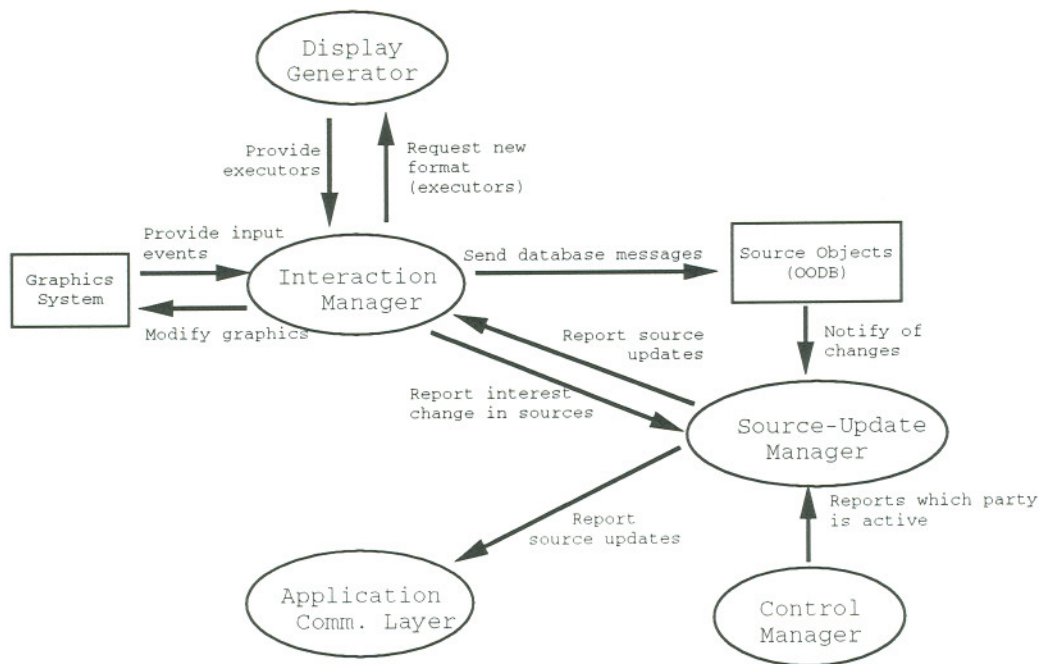 Display
Generator
Provide
executors
Request new
format
(executors)
Provide input
events
Graphics
System
Modify graphics
Interaction
Manager
Send database messages
Source Objects
(OODB)
Report source
updates
Notify of
changes
Report interest
change in sources
Source-Update
Manager
Reports which party
is active
Report
source updates
Application
Comm. Layer
Control
Manager